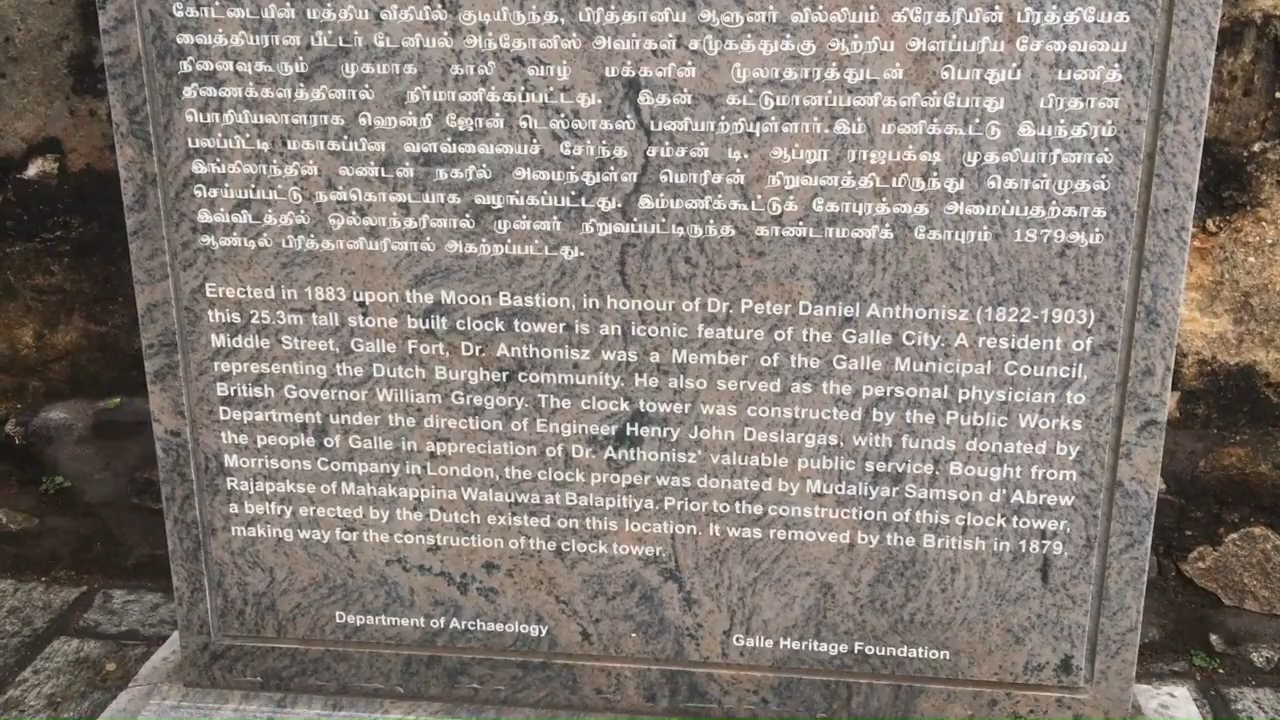 கோட்டையின் மத்திய வீதியில் குடியிருந்த, பிரித்தானிய ஆளுனர் வில்லியம் கிரேகரியின் பிரத்தியேக
வைத்தியரான பீட்டர் டேனியல் அந்தோனிஸ் அவர்கள் சமூகத்துக்கு ஆற்றிய அளப்பரிய சேவையை
நினைவுகூரும் முகமாக காலி வாழ் மக்களின் மூலாதாரத்துடன் பொதுப் பணித்
திணைக்களத்தினால் நிர்மாணிக்கப்பட்டது. இதன் கட்டுமானப்பணிகளின்போது பிரதான
பொறியியலாளராக ஹென்றி ஜோன் டெஸ்லாகஸ் பணியாற்றியுள்ளார். இம் மணிக்கூட்டு இயந்திரம்
பலப்பிட்டி மகாகப்பின வளவ்வையைச் சேர்ந்த சம்சன் டி. ஆப்றூ ராஜபக்ஷ முதலியாரினால்
இங்கிலாந்தின் லண்டன் நகரில் அமைந்துள்ள மொரிசன் நிறுவனத்திடமிருந்து கொள்முதல்
செய்யப்பட்டு நன்கொடையாக வழங்கப்பட்டது. இம்மணிக்கூட்டுக் கோபுரத்தை அமைப்பதற்காக
இவ்விடத்தில் ஒல்லாந்தரினால் முன்னர் நிறுவப்பட்டிருந்த காண்டாமணிக் கோபுரம் 1879ஆம்
ஆண்டில் பிரித்தானியரினால் அகற்றப்பட்டது.
Erected in 1883 upon the Moon Bastion, in honour of Dr. Peter Daniel Anthonisz (1822-1903)
this 25.3m tall stone built clock tower is an iconic feature of the Galle City. A resident of
Middle Street, Galle Fort, Dr. Anthonisz was a Member of the Galle Municipal Council,
representing the Dutch Burgher community. He also served as the personal physician to
British Governor William Gregory. The clock tower was constructed by the Public Works
Department under the direction of Engineer Henry John Deslargas, with funds donated by
the people of Galle in appreciation of Dr. Anthonisz' valuable public service. Bought from
Morrisons Company in London, the clock proper was donated by Mudaliyar Samson d' Abrew
Rajapakse of Mahakappina Walauwa at Balapitiya. Prior to the construction of this clock tower,
a belfry erected by the Dutch existed on this location. It was removed by the British in 1879,
making way for the construction of the clock tower.
Department of Archaeology
Galle Heritage Foundation